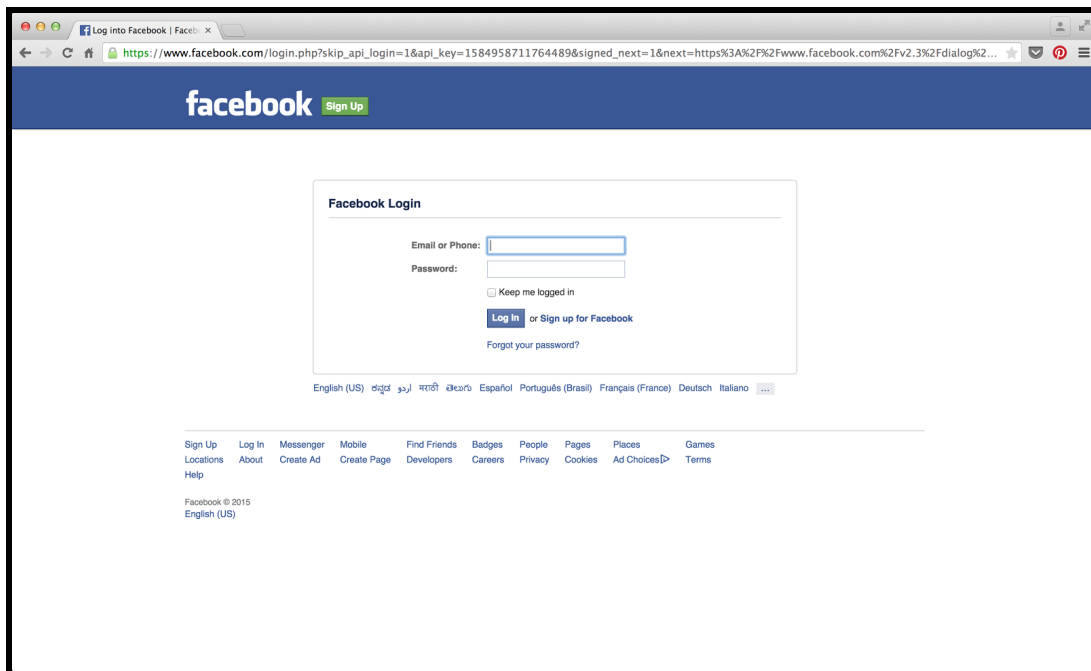 Log into Facebook | Faceb
https://www.facebook.com/login.php?skip_api_login=1&api_key=1584958711764489&signed_next=1&next=https%3A%2F%2Fwww.facebook.com%2Fv2.3%2Fdialog%2...
facebook Sign Up
Facebook Login
Email or Phone:
Password:
Keep me logged in
Log In or Sign up for Facebook
Forgot your password?
English (US) ಕನ್ನಡ اردو मराठी తెలుగు Español Português (Brasil) Français (France) Deutsch Italiano ...
Sign Up Log In Messenger Mobile Find Friends Badges People Pages Places Games
Locations About Create Ad Create Page Developers Careers Privacy Cookies Ad Choices Terms
Help
Facebook © 2015
English (US)